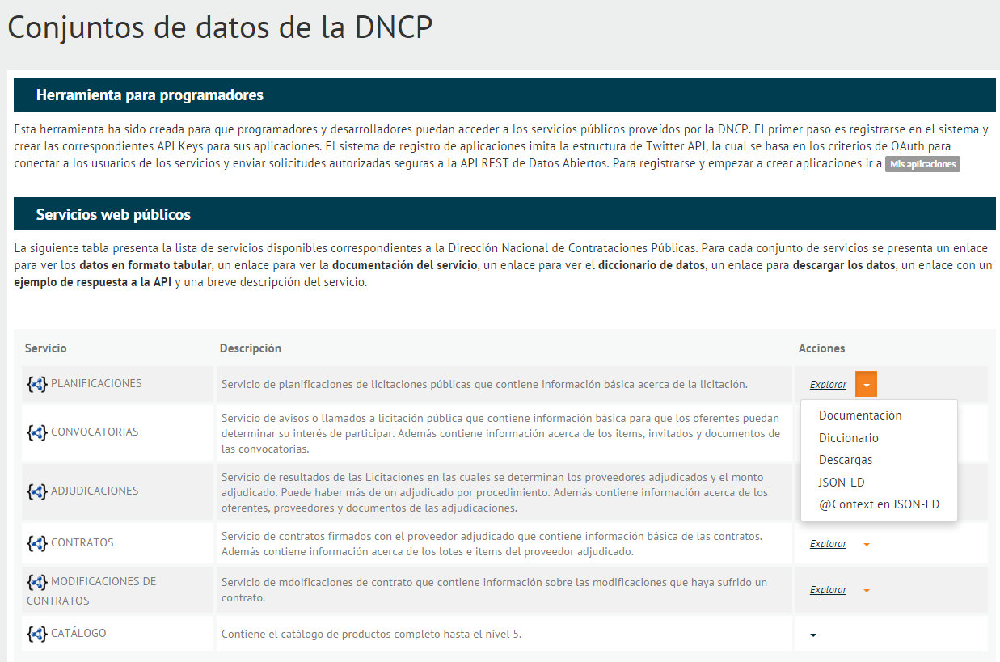 Conjuntos de datos de la DNCP
Herramienta para programadores
Esta herramienta ha sido creada para que programadores y desarrolladores puedan acceder a los servicios públicos proveídos por la DNCP. El primer paso es registrarse en el sistema y
crear las correspondientes API Keys para sus aplicaciones. El sistema de registro de aplicaciones imita la estructura de Twitter API, la cual se basa en los criterios de OAuth para
conectar a los usuarios de los servicios y enviar solicitudes autorizadas seguras a la API REST de Datos Abiertos. Para registrarse y empezar a crear aplicaciones ir a Mis aplicaciones
Servicios web públicos
La siguiente tabla presenta la lista de servicios disponibles correspondientes a la Dirección Nacional de Contrataciones Públicas. Para cada conjunto de servicios se presenta un enlace
para ver los datos en formato tabular, un enlace para ver la documentación del servicio, un enlace para ver el diccionario de datos, un enlace para descargar los datos, un enlace con un
ejemplo de respuesta a la API y una breve descripción del servicio.
Servicio Descripción Acciones
PLANIFICACIONES
Servicio de planificaciones de licitaciones públicas que contiene información básica acerca de la licitación.
Explorar
Documentación
Diccionario
Descargas
JSON-LD
@Context en JSON-LD
CONVOCATORIAS
Servicio de avisos o llamados a licitación pública que contiene información básica para que los oferentes puedan
determinar su interés de participar. Además contiene información acerca de los items, invitados y documentos de
las convocatorias.
ADJUDICACIONES
Servicio de resultados de las Licitaciones en las cuales se determinan los proveedores adjudicados y el monto
adjudicado. Puede haber más de un adjudicado por procedimiento. Además contiene información acerca de los
oferentes, proveedores y documentos de las adjudicaciones.
CONTRATOS
Servicio de contratos firmados con el proveedor adjudicado que contiene información básica de las contratos.
Además contiene información acerca de los lotes e items del proveedor adjudicado.
Explorar
MODIFICACIONES DE
CONTRATOS
Servicio de mdoificaciones de contrato que contiene información sobre las modificaciones que haya sufrido un
contrato.
Explorar
CATÁLOGO
Contiene el catálogo de productos completo hasta el nivel 5.